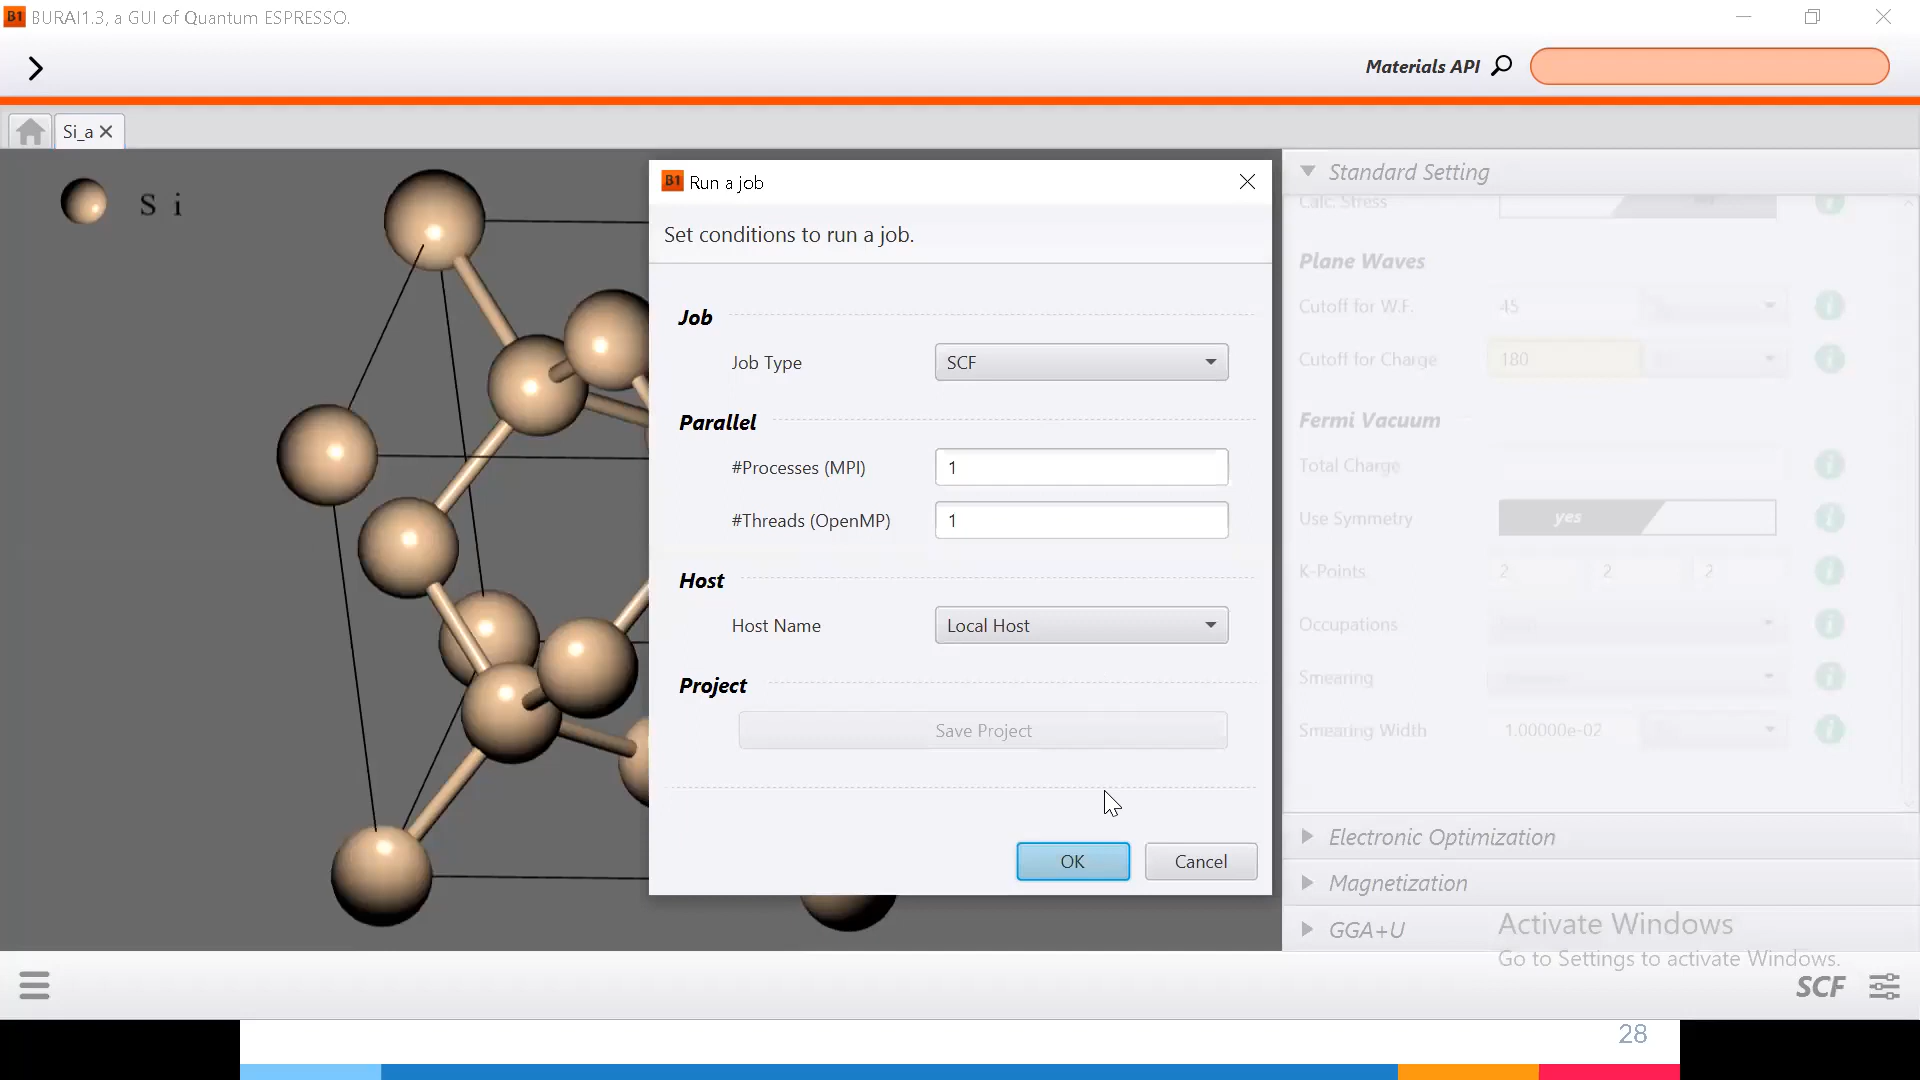 B1 BURAI1.3, a GUI of Quantum ESPRESSO.
Materials API
Si_a
S i
B1 Run a job
Set conditions to run a job.
Job
Job Type SCF
Parallel
#Processes (MPI) 1
#Threads (OpenMP) 1
Host
Host Name Local Host
Project
Save Project
OK Cancel
Standard Setting
Calc. Stress
Plane Waves
Cutoff for W.F. 45
Cutoff for Charge 180
Fermi Vacuum
Total Charge
Use Symmetry yes
K-Points 2 2 2
Occupations
Smearing
Smearing Width 1.00000e-02
Electronic Optimization
Magnetization
GGA+U
Activate Windows
Go to Settings to activate Windows.
SCF
28